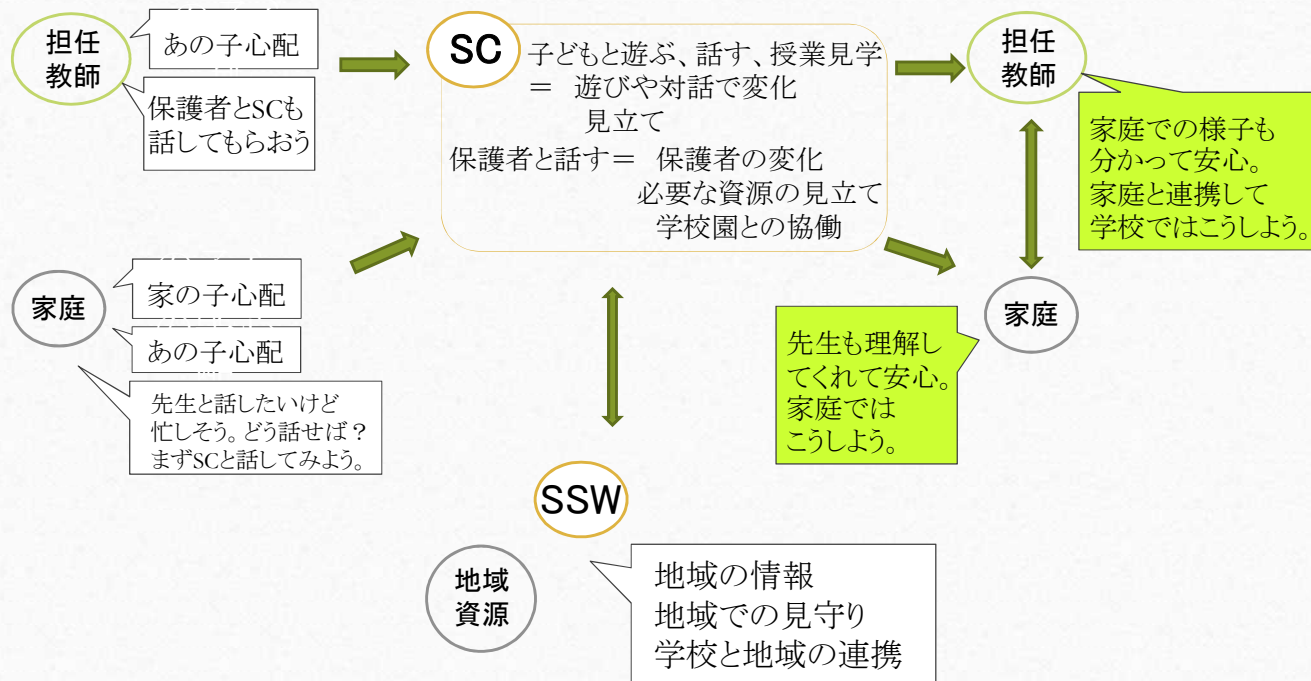 担任
教師
あの子心配
保護者とSCも
話してもらおう
家庭
家の子心配
あの子心配
先生と話したいけど
忙しそう。どう話せば？
まずSCと話してみよう。
SC
子どもと遊ぶ、話す、授業見学
＝ 遊びや対話で変化
見立て
保護者と話す＝ 保護者の変化
必要な資源の見立て
学校園との協働
担任
教師
家庭での様子も
分かって安心。
家庭と連携して
学校ではこうしよう。
家庭
先生も理解し
てくれて安心。
家庭では
こうしよう。
SSW
地域
資源
地域の情報
地域での見守り
学校と地域の連携